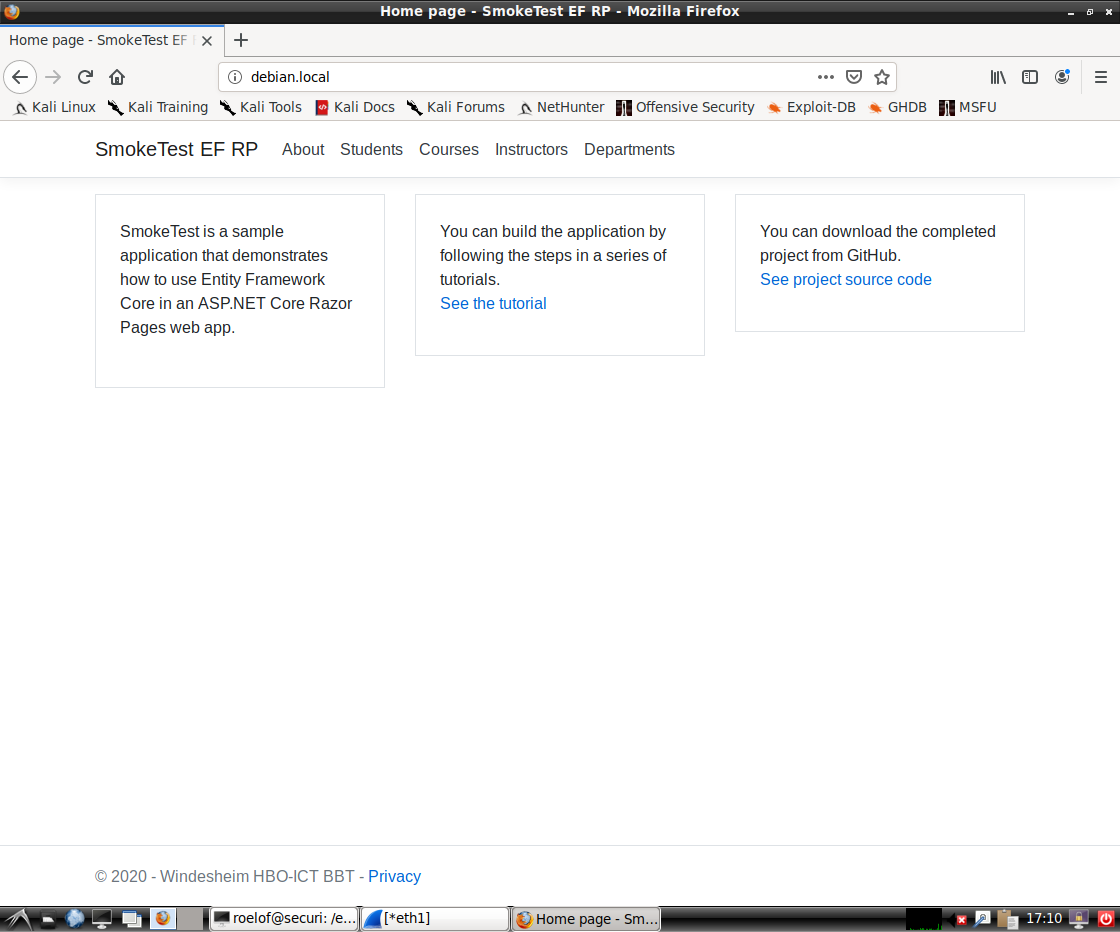 Home page - SmokeTest EF RP - Mozilla Firefox
Home page - SmokeTest EF
debian.local
Kali Linux Kali Training Kali Tools Kali Docs Kali Forums NetHunter Offensive Security Exploit-DB GHDB MSFU
SmokeTest EF RP About Students Courses Instructors Departments
SmokeTest is a sample
application that demonstrates
how to use Entity Framework
Core in an ASP.NET Core Razor
Pages web app.
You can build the application by
following the steps in a series of
tutorials.
See the tutorial
You can download the completed
project from GitHub.
See project source code
© 2020 - Windesheim HBO-ICT BBT - Privacy
roelof@securi: /e... [*eth1] Home page - Sm... 17:10